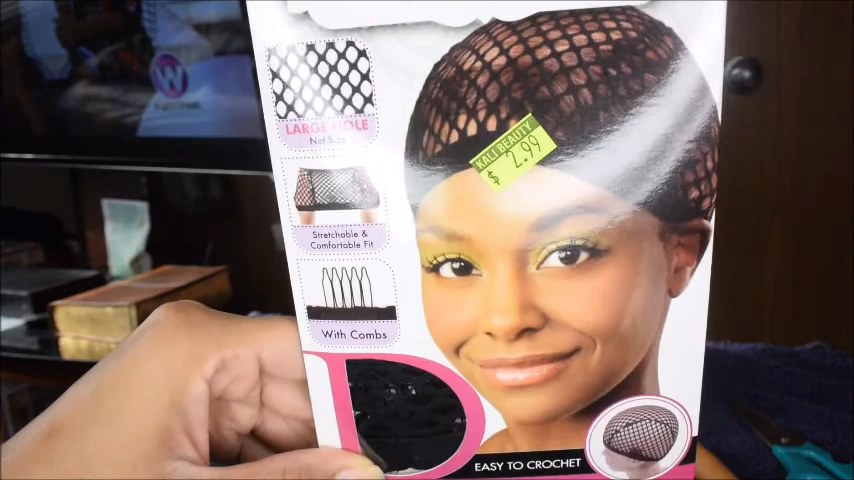 LARGE HOLE
Net Size
KALI BEAUTY
$ 2.99
Stretchable &
Comfortable Fit
With Combs
EASY TO CROCHET
W